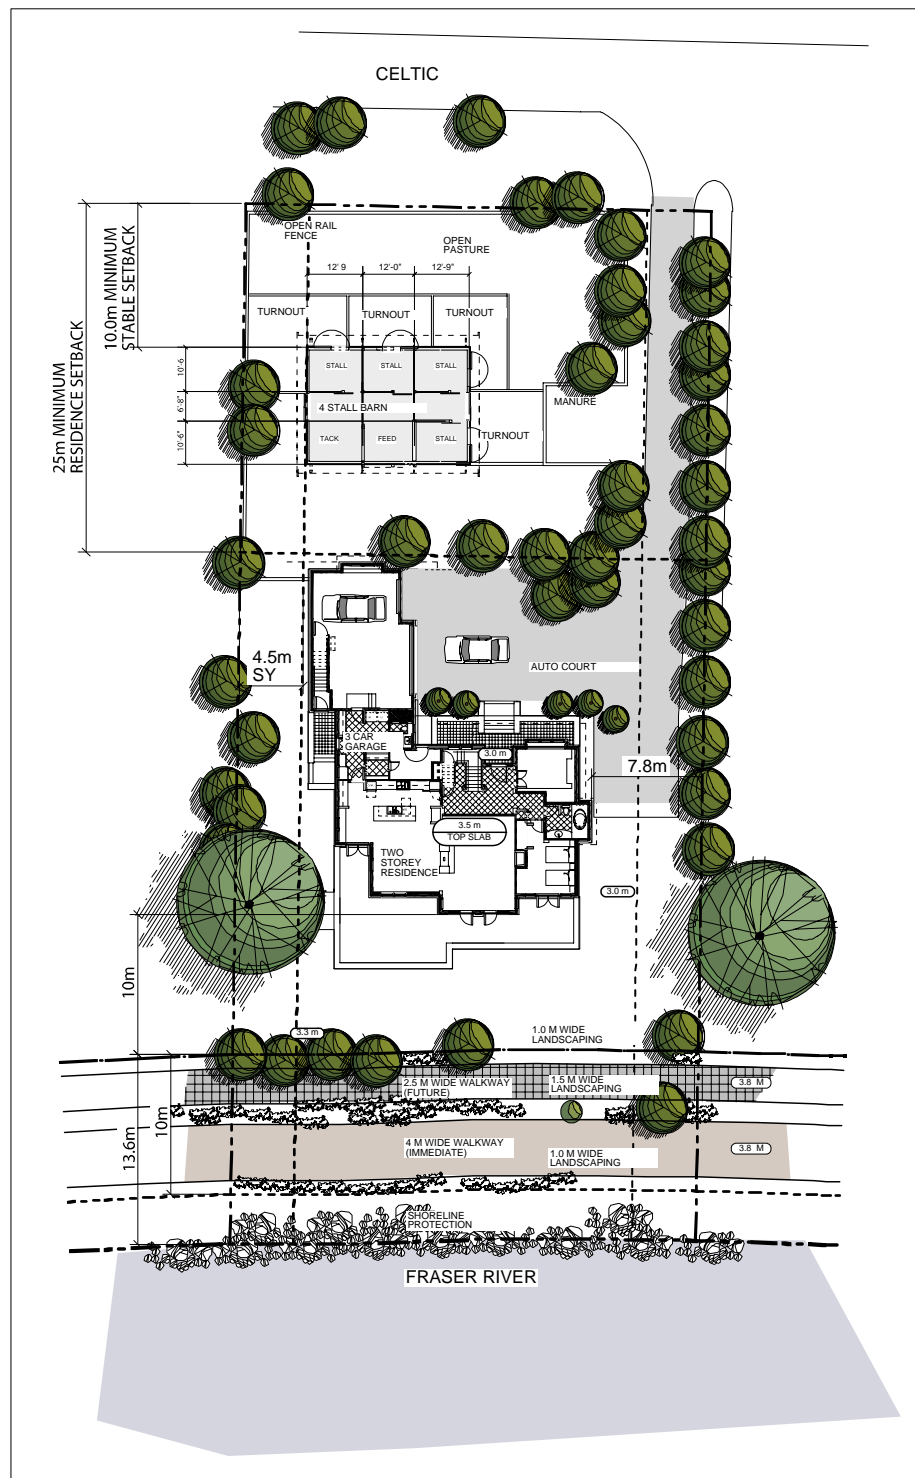 CELTIC
OPEN RAIL
FENCE
OPEN
PASTURE
10.0m MINIMUM
STABLE SETBACK
25m MINIMUM
RESIDENCE SETBACK
12' 9
12'-0"
12'-9"
TURNOUT
TURNOUT
TURNOUT
10'-6
STALL
STALL
STALL
6'-8"
4 STALL BARN
MANURE
10'-6"
TACK
FEED
STALL
TURNOUT
4.5m
SY
AUTO COURT
3 CAR
GARAGE
3.0 m
7.8m
3.5 m
TOP SLAB
TWO
STOREY
RESIDENCE
3.0 m
10m
3.3 m
1.0 M WIDE
LANDSCAPING
2.5 M WIDE WALKWAY
(FUTURE)
1.5 M WIDE
LANDSCAPING
3.8 M
10m
13.6m
4 M WIDE WALKWAY
(IMMEDIATE)
1.0 M WIDE
LANDSCAPING
3.8 M
SHORELINE
PROTECTION
FRASER RIVER